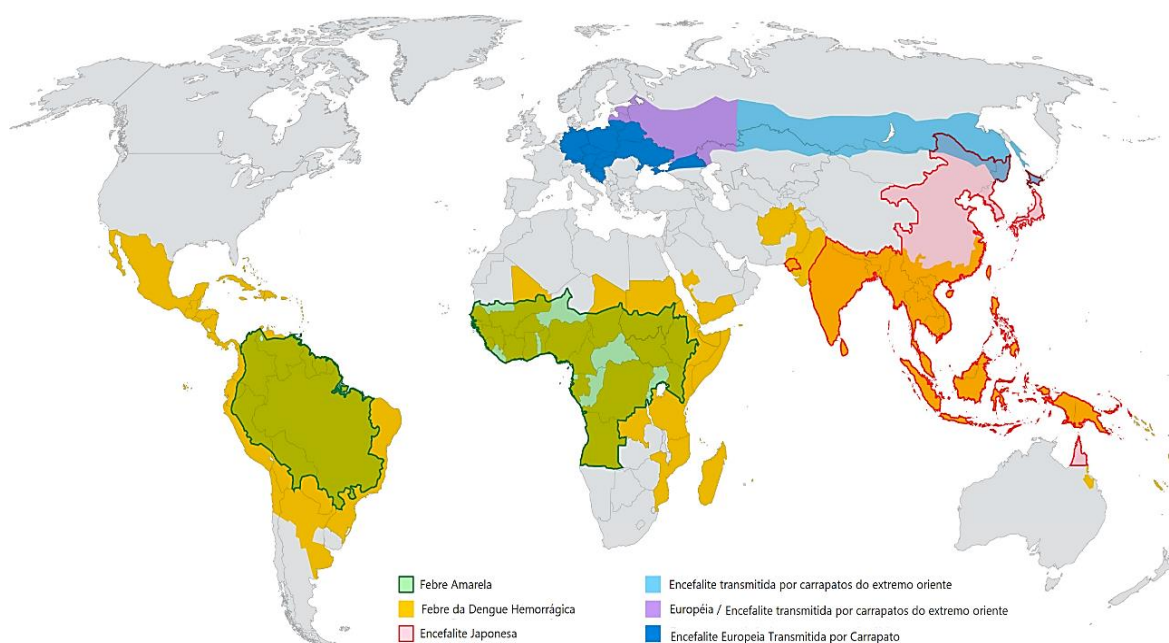 Febre Amarela
Febre da Dengue Hemorrágica
Encefalite Japonesa
Encefalite transmitida por carrapatos do extremo oriente
Européia / Encefalite transmitida por carrapatos do extremo oriente
Encefalite Europeia Transmitida por Carrapato